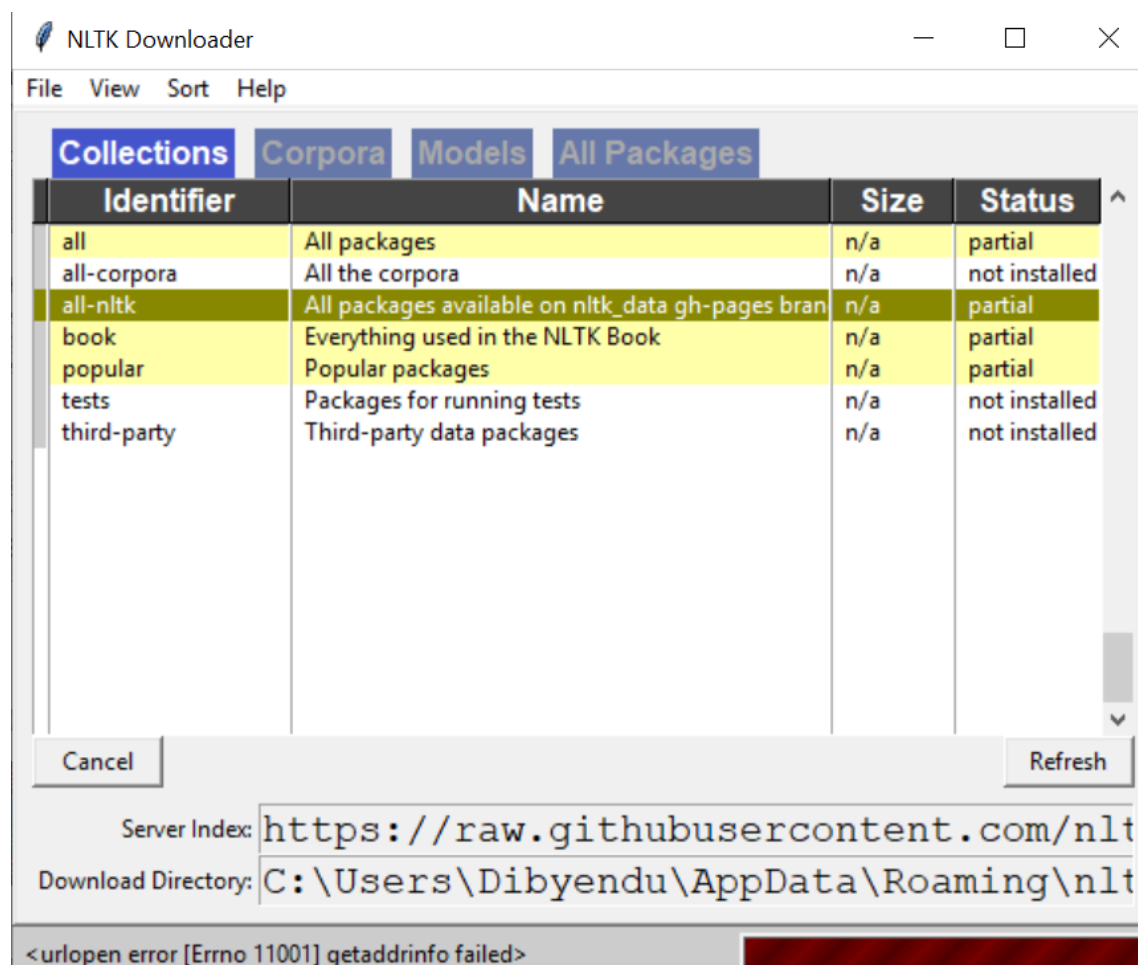 NLTK Downloader
File View Sort Help
Collections Corpora Models All Packages
Identifier Name Size Status
all All packages n/a partial
all-corpora All the corpora n/a not installed
all-nltk All packages available on nltk_data gh-pages bran n/a partial
book Everything used in the NLTK Book n/a partial
popular Popular packages n/a partial
tests Packages for running tests n/a not installed
third-party Third-party data packages n/a not installed
Cancel Refresh
Server Index: https://raw.githubusercontent.com/nlt
Download Directory: C:\Users\Dibyendu\AppData\Roaming\nlt
<urlopen error [Errno 11001] getaddrinfo failed>